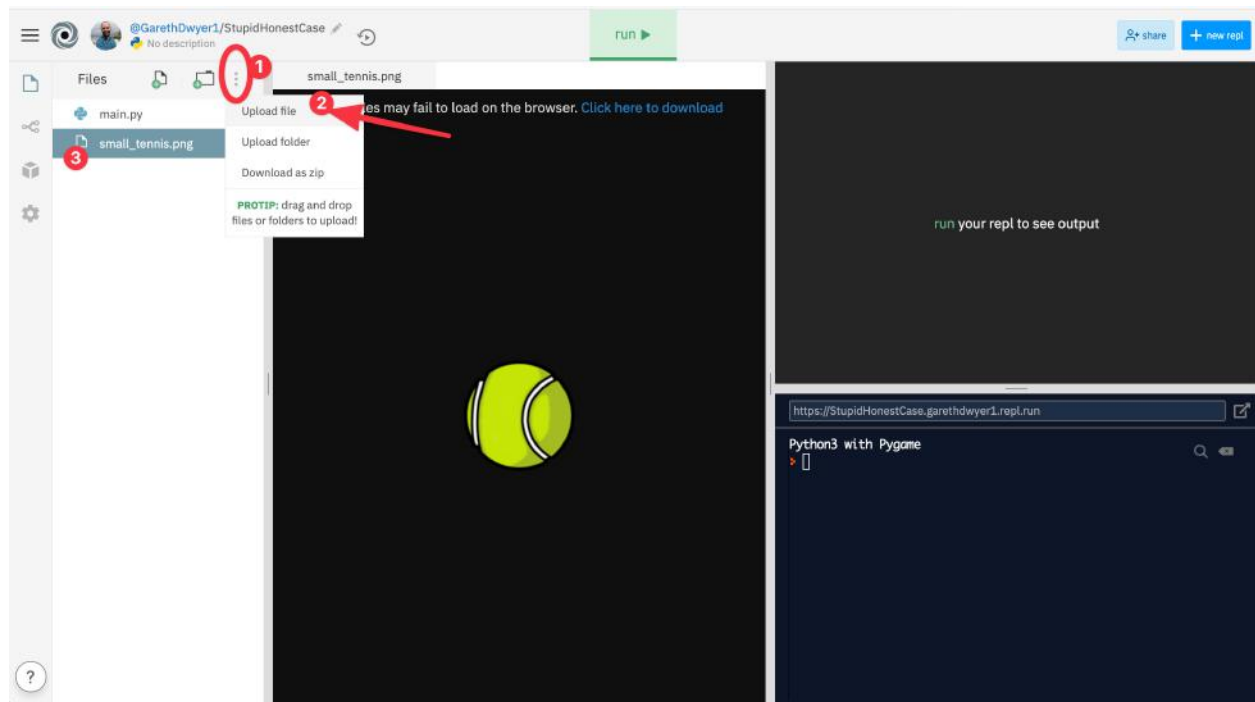 @GarethDwyer1/StupidHonestCase
No description
run
share
+ new repl
Files
1
small_tennis.png
main.py
small_tennis.png
3
Upload file
2
Upload folder
Download as zip
PROTIP: drag and drop
files or folders to upload!
may fail to load on the browser. Click here to download
run your repl to see output
https://StupidHonestCase.garethdwyer1.repl.run
Python3 with Pygame
?